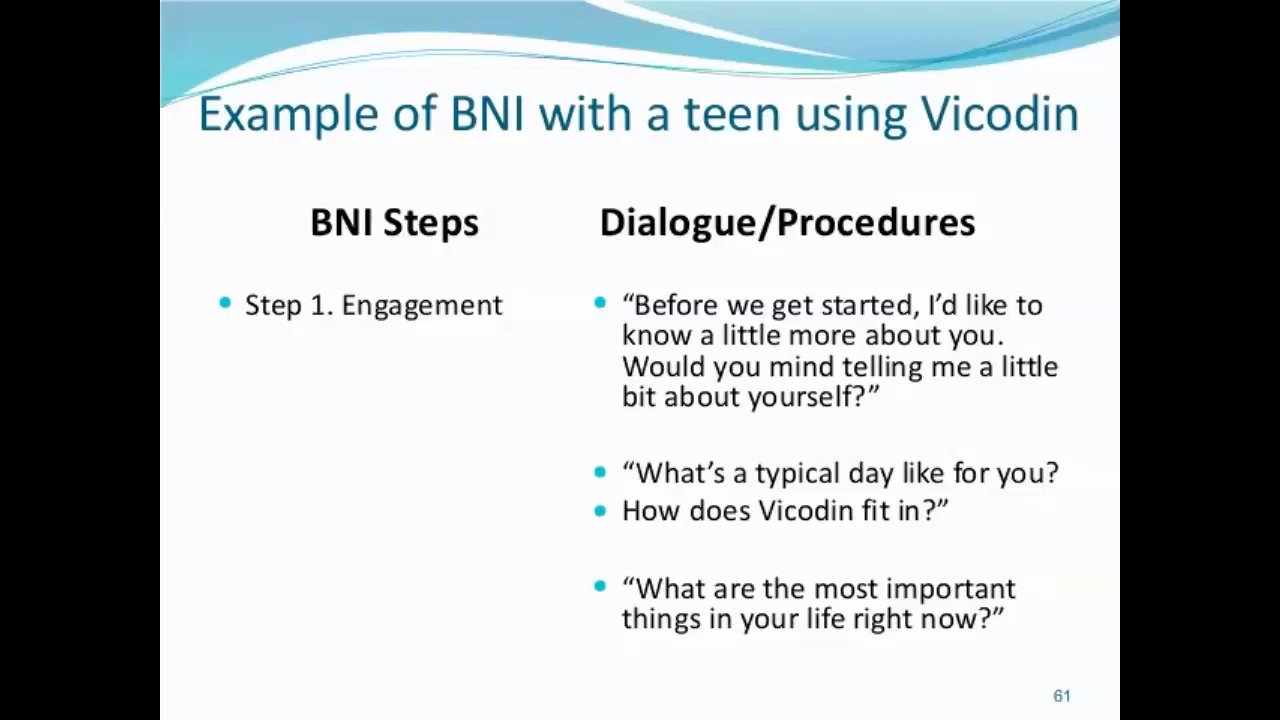 Example of BNI with a teen using Vicodin
BNI Steps
• Step 1. Engagement
Dialogue/Procedures
• “Before we get started, I’d like to
know a little more about you.
Would you mind telling me a little
bit about yourself?”
• “What’s a typical day like for you?
• How does Vicodin fit in?”
• “What are the most important
things in your life right now?”
61